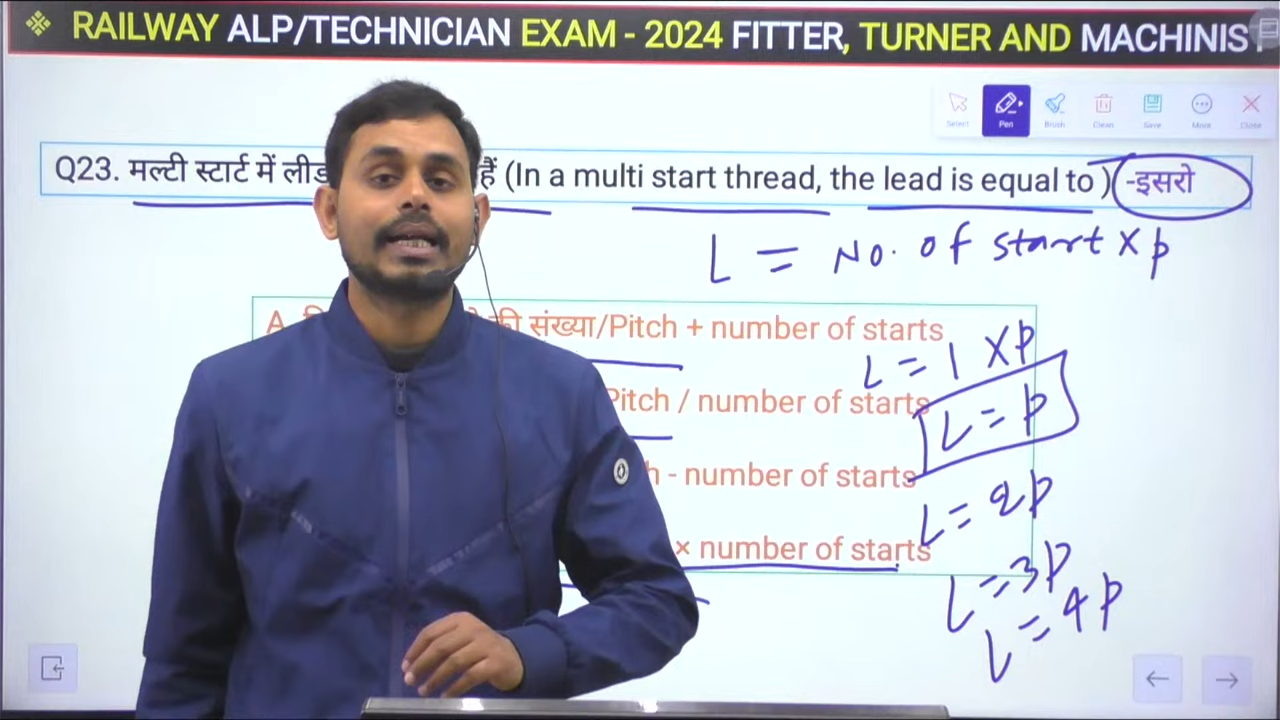 RAILWAY ALP/TECHNICIAN EXAM - 2024 FITTER, TURNER AND MACHINIST
Select Pen Brush Clean Save More Close
Q23. मल्टी स्टार्ट में लीड हैं (In a multi start thread, the lead is equal to ) -इसरो
L = No. of start X p
A. की संख्या/Pitch + number of starts
L = 1 X P
Pitch / number of starts
L = P
h - number of starts
L = 2P
× number of starts
L = 3P
L = 4P